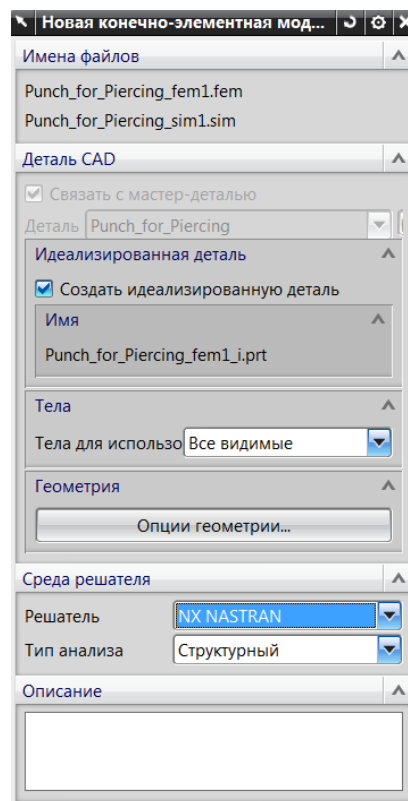 Новая конечно-элементная мод...
Имена файлов
Punch_for_Piercing_fem1.fem
Punch_for_Piercing_sim1.sim
Деталь CAD
Связать с мастер-деталью
Деталь Punch_for_Piercing
Идеализированная деталь
Создать идеализированную деталь
Имя
Punch_for_Piercing_fem1_i.prt
Тела
Тела для использо Все видимые
Геометрия
Опции геометрии...
Среда решателя
Решатель NX NASTRAN
Тип анализа Структурный
Описание